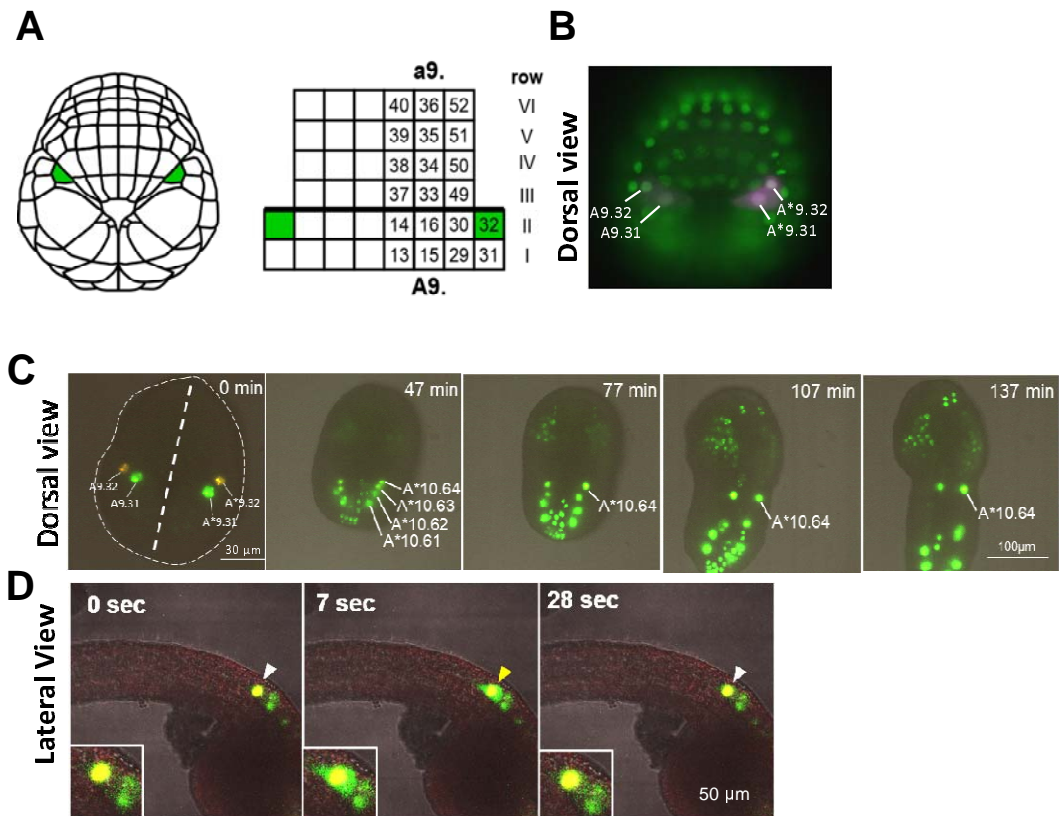 A
a9.
row
40 36 52 VI
39 35 51 V
38 34 50 IV
37 33 49 III
14 16 30 32 II
13 15 29 31 I
A9.
B
Dorsal view
A9.32
A9.31
A*9.32
A*9.31
C
Dorsal view
0 min
A9.32
A9.31
A*9.32
A*9.31
30 µm
47 min
A*10.64
A*10.63
A*10.62
A*10.61
77 min
A*10.64
107 min
A*10.64
137 min
A*10.64
100µm
D
Lateral View
0 sec
7 sec
28 sec
50 µm